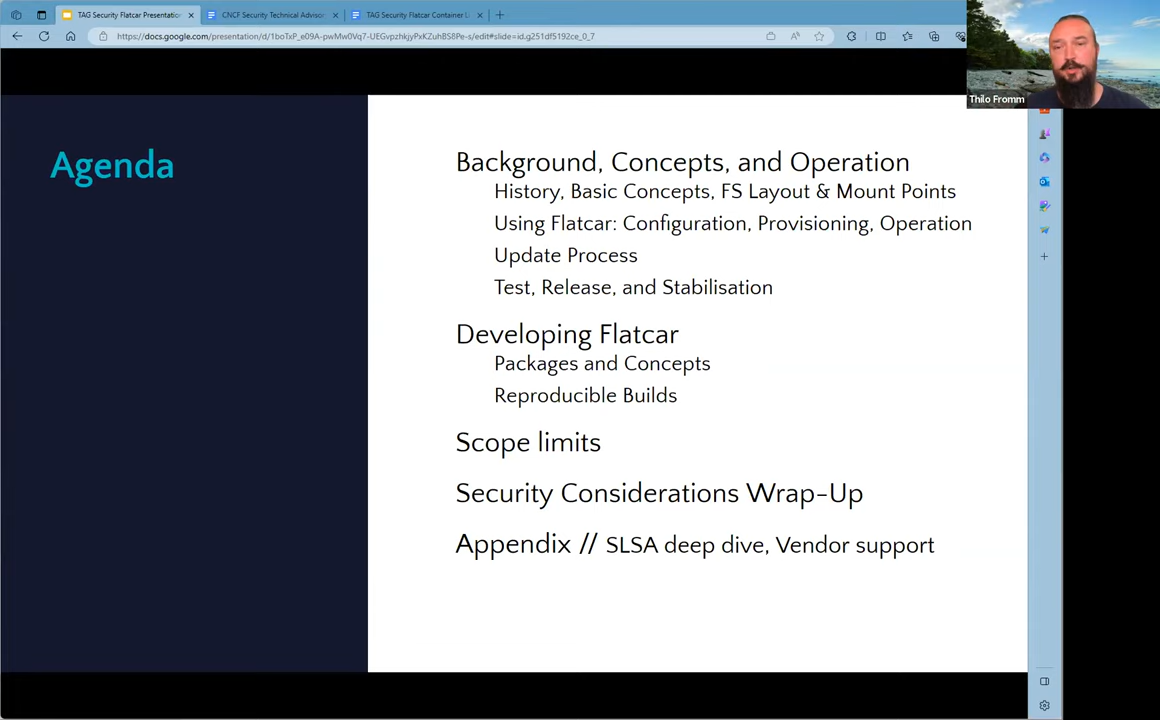 TAG Security Flatcar Presentation
CNCF Security Technical Advisor
TAG Security Flatcar Container L
https://docs.google.com/presentation/d/1boTxP_e09A-pwMw0Vq7-UEGvpzhkjyPxKZuhBS8Pe-s/edit#slide=id.g251df5192ce_0_7
Thilo Fromm
Agenda
Background, Concepts, and Operation
History, Basic Concepts, FS Layout & Mount Points
Using Flatcar: Configuration, Provisioning, Operation
Update Process
Test, Release, and Stabilisation
Developing Flatcar
Packages and Concepts
Reproducible Builds
Scope limits
Security Considerations Wrap-Up
Appendix // SLSA deep dive, Vendor support